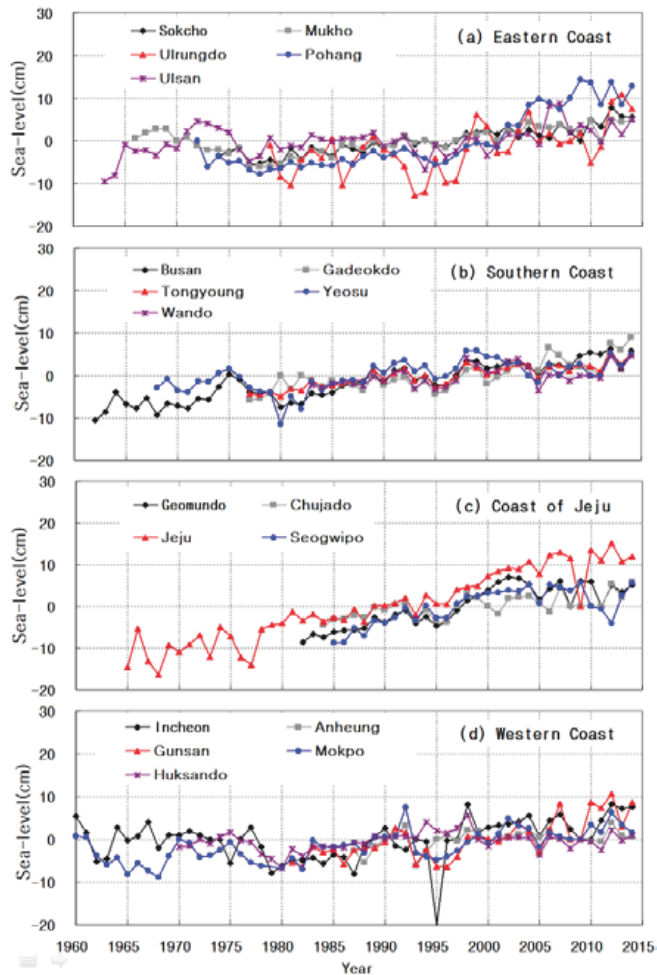 Sokcho Mukho (a) Eastern Coast
Ulrungdo Pohang
Ulsan
Sea-level(cm)
30
20
10
0
-10
-20
Busan Gadeokdo (b) Southern Coast
Tongyoung Yeosu
Wando
Sea-level(cm)
30
20
10
0
-10
-20
Geomundo Chujado (c) Coast of Jeju
Jeju Seogwipo
Sea-level(cm)
30
20
10
0
-10
-20
Incheon Anheung (d) Western Coast
Gunsan Mokpo
Huksando
Sea-level(cm)
30
20
10
0
-10
-20
1960 1965 1970 1975 1980 1985 1990 1995 2000 2005 2010 2015
Year